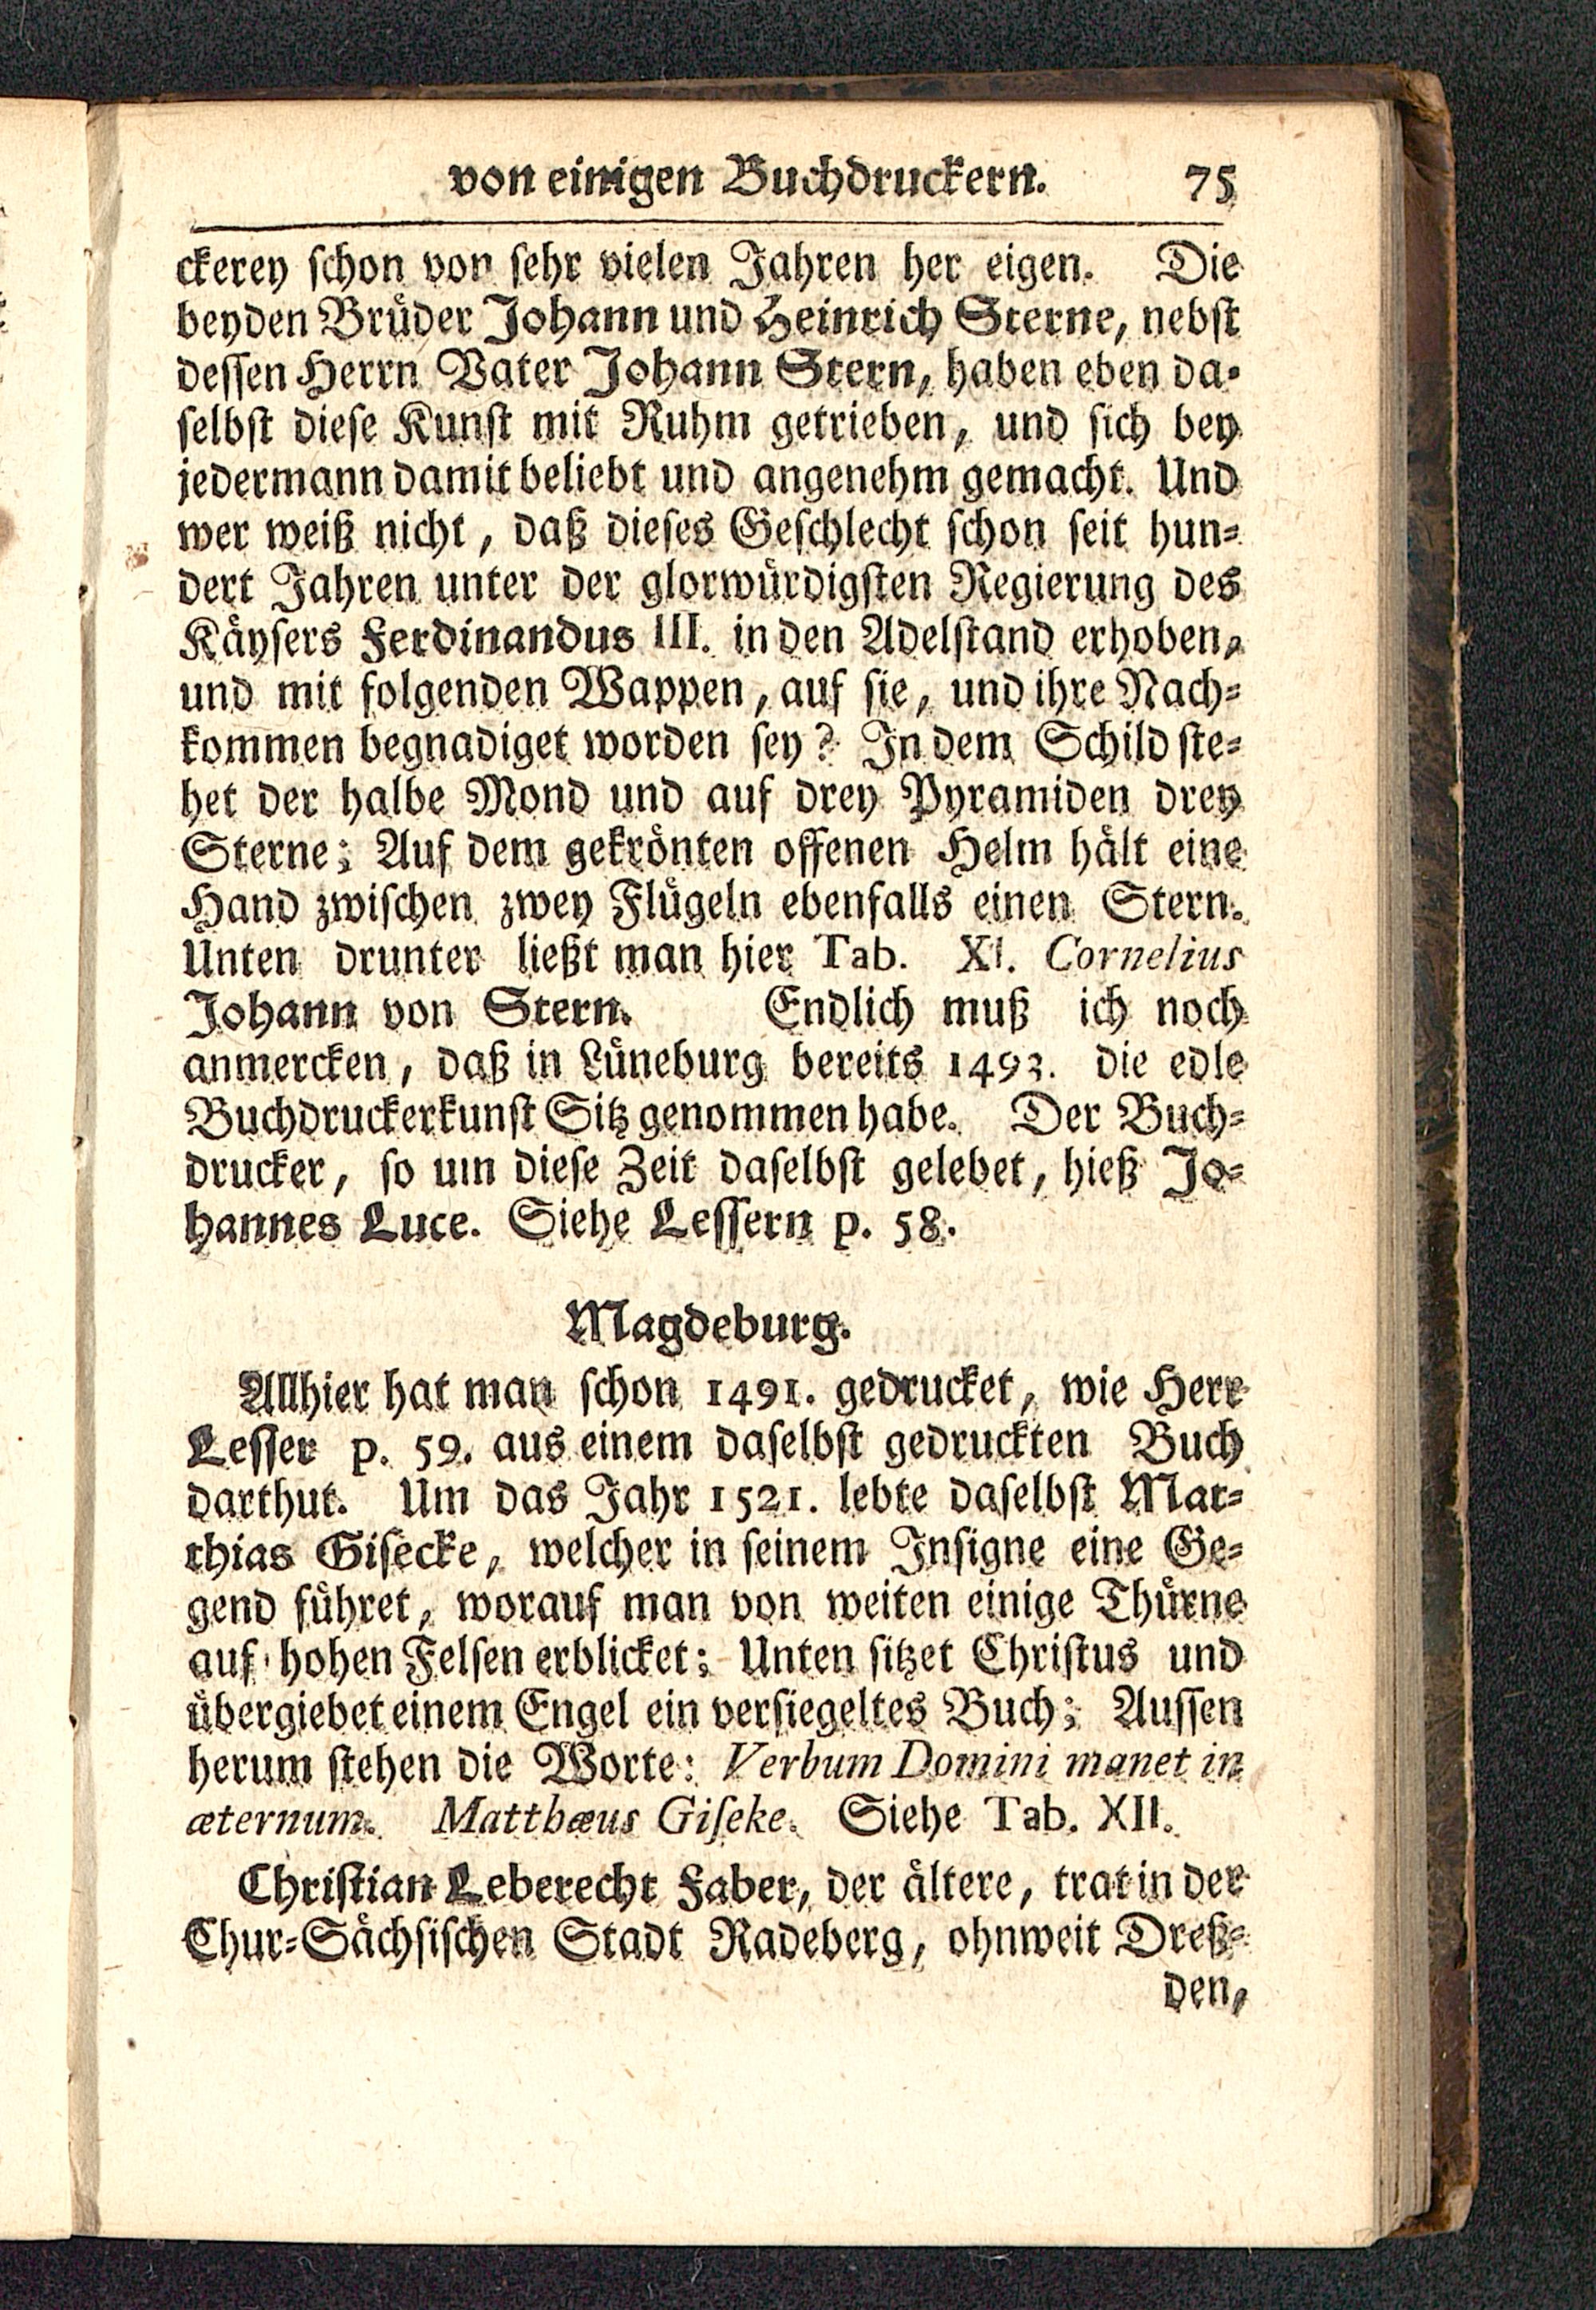 von einigen Buchdruckern. 75
ckerey schon von sehr vielen Jahren her eigen. Die
beyden Brüder Johann und Heinrich Sterne, nebst
dessen Herrn Vater Johann Stern, haben eben da-
selbst diese Kunst mit Ruhm getrieben, und sich bey
jedermann damit beliebt und angenehm gemacht. Und
wer weiß nicht, daß dieses Geschlecht schon seit hun-
dert Jahren unter der glorwürdigsten Regierung des
Käysers Ferdinandus III. in den Adelstand erhoben,
und mit folgenden Wappen, auf sie, und ihre Nach-
kommen begnadiget worden sey? In dem Schild ste-
het der halbe Mond und auf drey Pyramiden drey
Sterne; Auf dem gekrönten offenen Helm hält eine
Hand zwischen zwey Flügeln ebenfalls einen Stern.
Unten drunter ließt man hier Tab. XI. Cornelius
Johann von Stern. Endlich muß ich noch
anmercken, daß in Lüneburg bereits 1493. die edle
Buchdruckerkunst Sitz genommen habe. Der Buch-
drucker, so um diese Zeit daselbst gelebet, hieß Jo-
hannes Luce. Siehe Lessern p. 58.
Magdeburg.
Allhier hat man schon 1491. gedrucket, wie Herr
Lesser p. 59. aus einem daselbst gedruckten Buch
darthut. Um das Jahr 1521. lebte daselbst Mat-
thias Gisecke, welcher in seinem Insigne eine Ge-
gend führet, worauf man von weiten einige Thürne
auf hohen Felsen erblicket; Unten sitzet Christus und
übergiebet einem Engel ein versiegeltes Buch; Aussen
herum stehen die Worte: Verbum Domini manet in
æternum. Matthæus Giseke. Siehe Tab. XII.
Christian Leberecht Faber, der ältere, trat in der
Chur-Sächsischen Stadt Radeberg, ohnweit Dreß-
den,